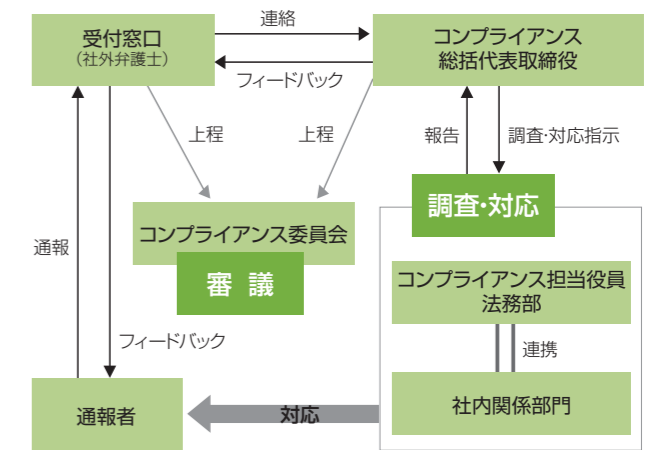 受付窓口
(社外弁護士)
連絡
フィードバック
コンプライアンス
総括代表取締役
上程
上程
報告
調査・対応指示
調査・対応
コンプライアンス委員会
審議
通報
フィードバック
コンプライアンス担当役員
法務部
連携
社内関係部門
対応
通報者